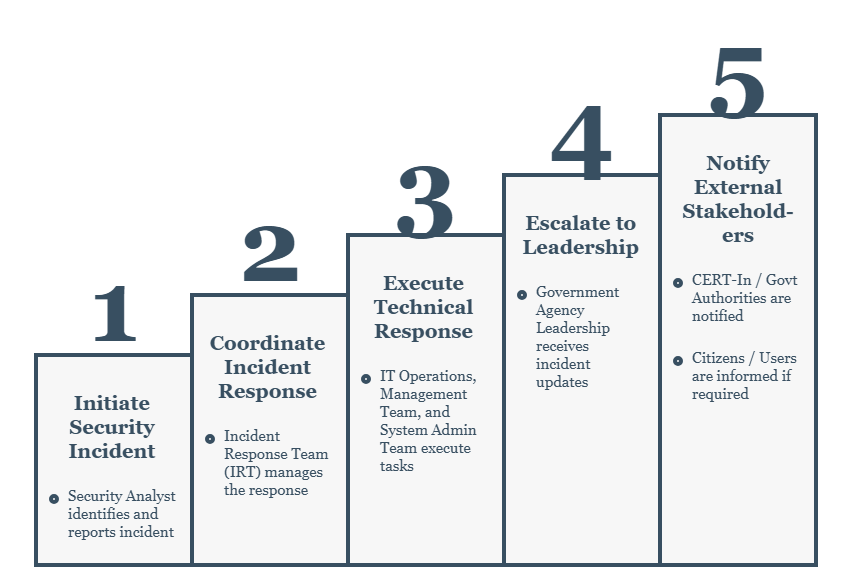 1
Initiate
Security
Incident
Security Analyst
identifies and
reports incident
2
Coordinate
Incident
Response
Incident
Response Team
(IRT) manages
the response
3
Execute
Technical
Response
IT Operations,
Management
Team, and
System Admin
Team execute
tasks
4
Escalate to
Leadership
Government
Agency
Leadership
receives
incident
updates
5
Notify
External
Stakehold-
ers
CERT-In / Govt
Authorities are
notified
Citizens / Users
are informed if
required